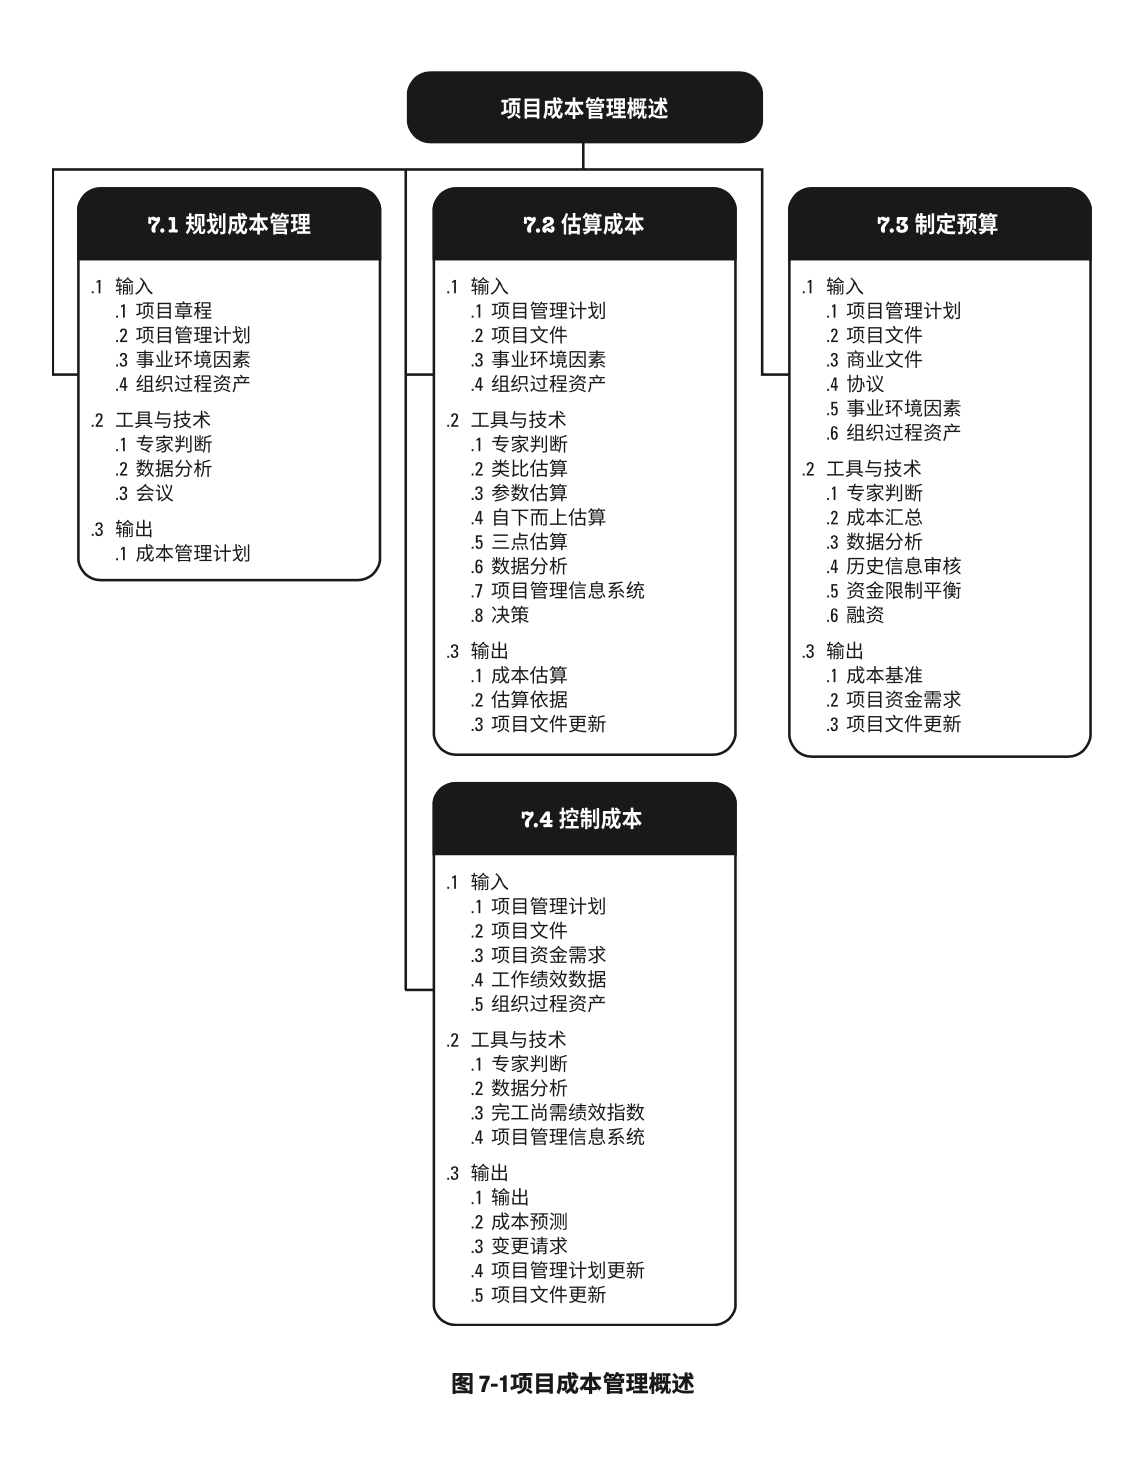 项目成本管理概述
7.1 规划成本管理
.1 输入
.1 项目章程
.2 项目管理计划
.3 事业环境因素
.4 组织过程资产
.2 工具与技术
.1 专家判断
.2 数据分析
.3 会议
.3 输出
.1 成本管理计划
7.2 估算成本
.1 输入
.1 项目管理计划
.2 项目文件
.3 事业环境因素
.4 组织过程资产
.2 工具与技术
.1 专家判断
.2 类比估算
.3 参数估算
.4 自下而上估算
.5 三点估算
.6 数据分析
.7 项目管理信息系统
.8 决策
.3 输出
.1 成本估算
.2 估算依据
.3 项目文件更新
7.3 制定预算
.1 输入
.1 项目管理计划
.2 项目文件
.3 商业文件
.4 协议
.5 事业环境因素
.6 组织过程资产
.2 工具与技术
.1 专家判断
.2 成本汇总
.3 数据分析
.4 历史信息审核
.5 资金限制平衡
.6 融资
.3 输出
.1 成本基准
.2 项目资金需求
.3 项目文件更新
7.4 控制成本
.1 输入
.1 项目管理计划
.2 项目文件
.3 项目资金需求
.4 工作绩效数据
.5 组织过程资产
.2 工具与技术
.1 专家判断
.2 数据分析
.3 完工尚需绩效指数
.4 项目管理信息系统
.3 输出
.1 输出
.2 成本预测
.3 变更请求
.4 项目管理计划更新
.5 项目文件更新
图 7-1项目成本管理概述